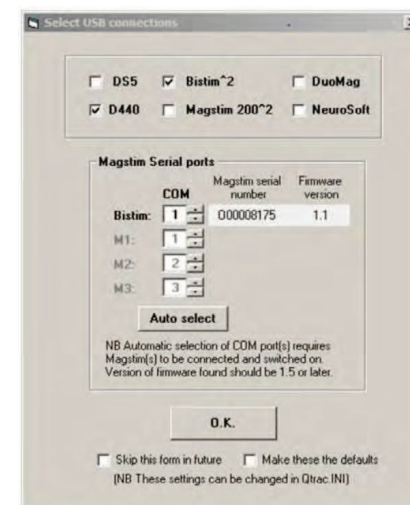 Select USB connections
DS5 Bistim^2 DuoMag
D440 Magstim 200^2 NeuroSoft
Magstim Serial ports
COM Magstim serial number Firmware version
Bistim: 1 000008175 1.1
M1: 1
M2: 2
M3: 3
Auto select
NB Automatic selection of COM port(s) requires
Magstim(s) to be connected and switched on.
Version of firmware found should be 1.5 or later.
O.K.
Skip this form in future Make these the defaults
(NB These settings can be changed in Qtrac.INI)